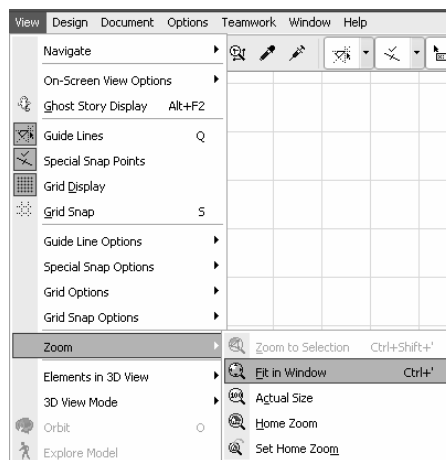 View Design Document Options Teamwork Window Help
Navigate
On-Screen View Options
Ghost Story Display Alt+F2
Guide Lines Q
Special Snap Points
Grid Display
Grid Snap S
Guide Line Options
Special Snap Options
Grid Options
Grid Snap Options
Zoom
Zoom to Selection Ctrl+Shift+'
Fit in Window Ctrl+'
Actual Size
Home Zoom
Set Home Zoom
Elements in 3D View
3D View Mode
Orbit O
Explore Model